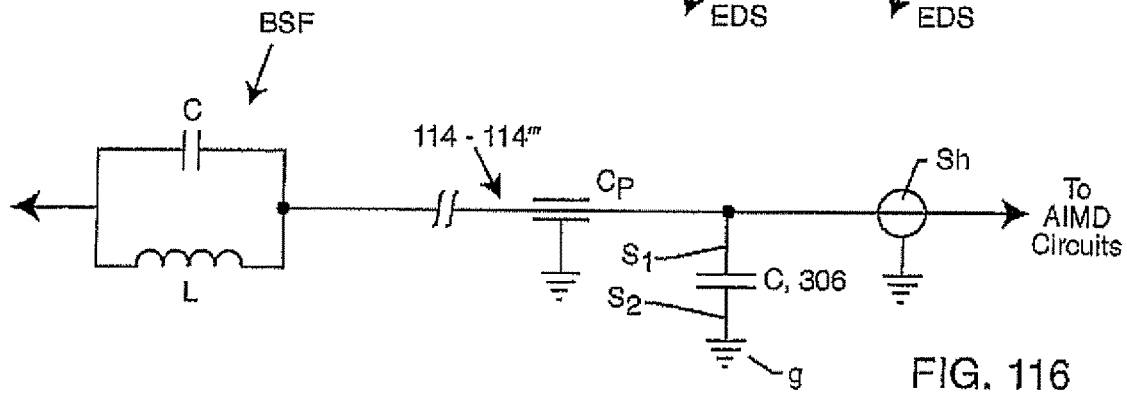 EDS
EDS
BSF
C
L
114 - 114‴
CP
S1
S2
C, 306
g
Sh
To
AIMD
Circuits
FIG. 116